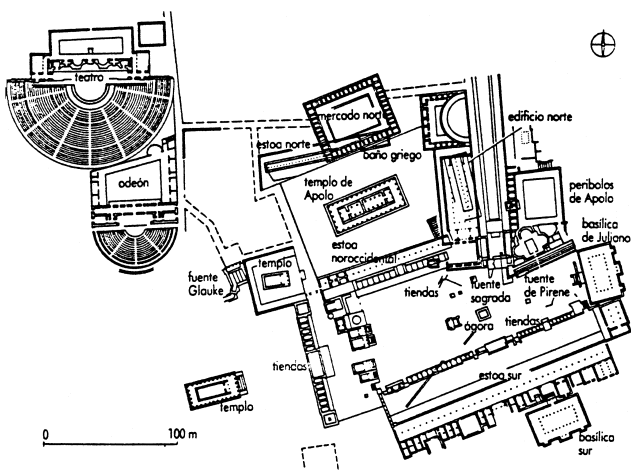 teatro
mercado norte
edificio norte
estoa norte
baño griego
odeón
templo de
Apolo
peribolos
de Apolo
estoa
noroccidental
basílica
de Juliano
templo
fuente
Glauke
tiendas
fuente
sagrada
fuente
de Pirene
ágora
tiendas
tiendas
estoa sur
templo
basílica
sur
0 100 m